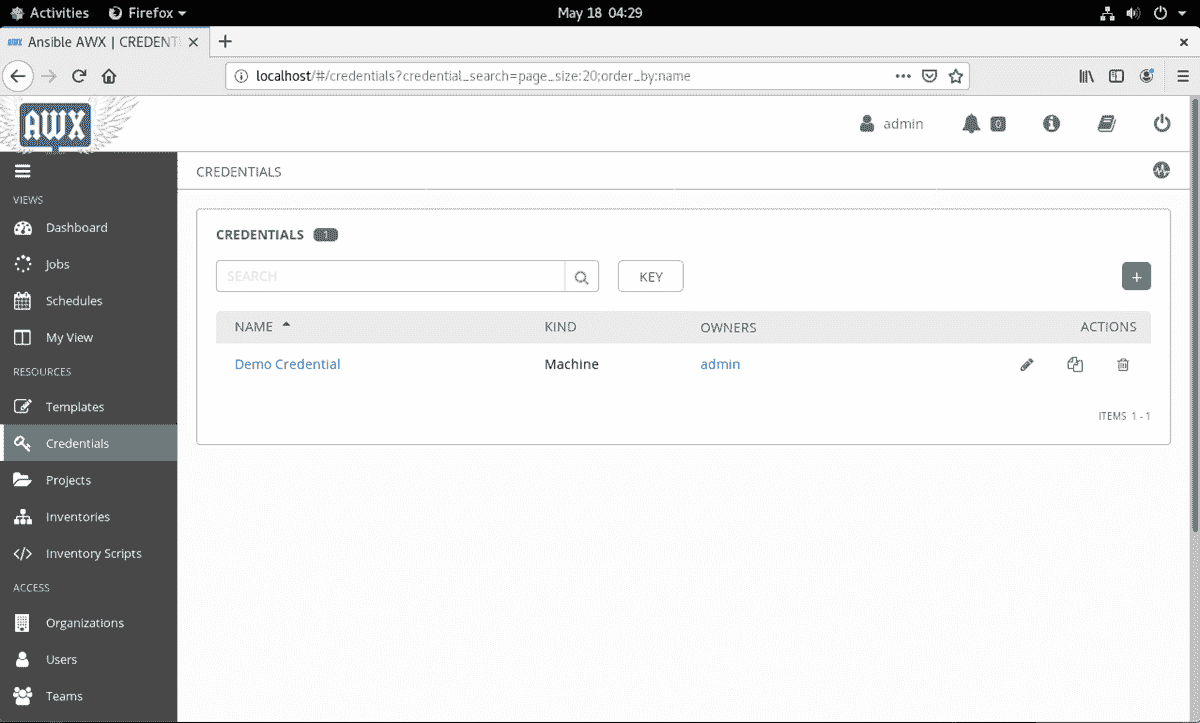 Activities Firefox May 18 04:29
AWX Ansible AWX | CREDENTI
localhost/#/credentials?credential_search=page_size:20;order_by:name
AWX admin 0
VIEWS
Dashboard
Jobs
Schedules
My View
RESOURCES
Templates
Credentials
Projects
Inventories
Inventory Scripts
ACCESS
Organizations
Users
Teams
CREDENTIALS
CREDENTIALS 1
SEARCH KEY +
NAME KIND OWNERS ACTIONS
Demo Credential Machine admin
ITEMS 1 - 1